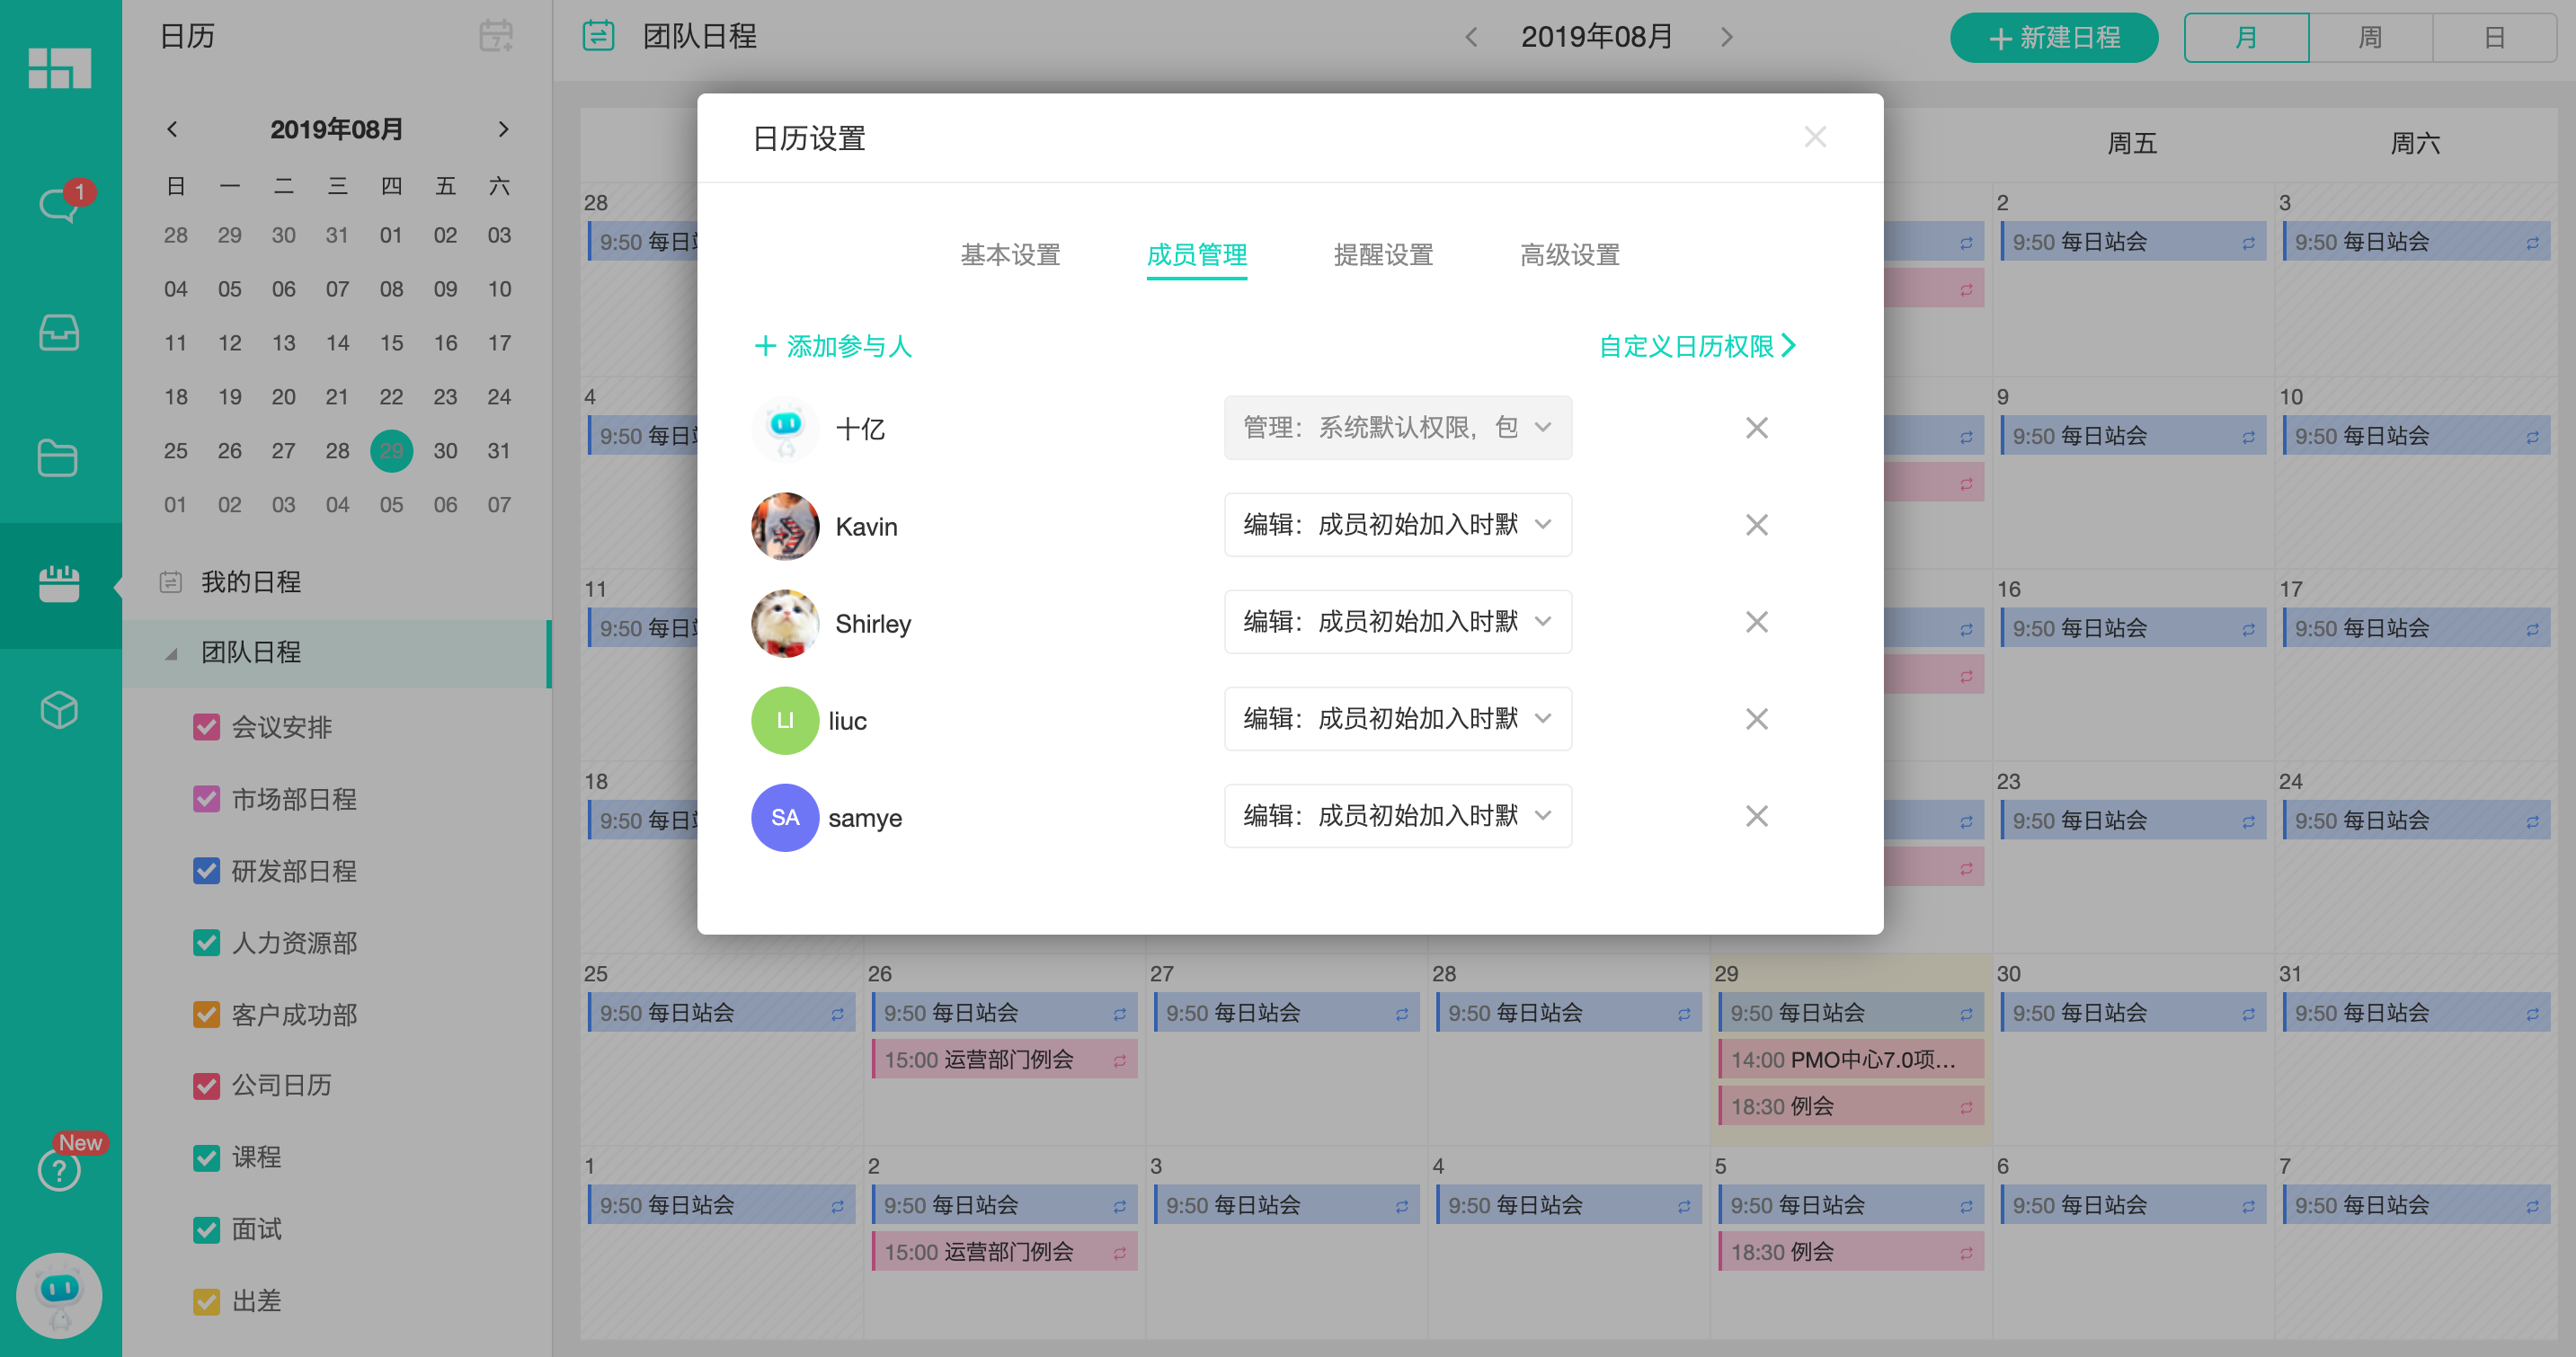 日历
团队日程
2019年08月
新建日程
月 周 日
1
2019年08月
日 一 二 三 四 五 六
28 29 30 31 01 02 03
04 05 06 07 08 09 10
11 12 13 14 15 16 17
18 19 20 21 22 23 24
25 26 27 28 29 30 31
01 02 03 04 05 06 07
我的日程
团队日程
会议安排
市场部日程
研发部日程
人力资源部
客户成功部
公司日历
课程
面试
出差
New
日历设置
基本设置 成员管理 提醒设置 高级设置
添加参与人
自定义日历权限
十亿
管理：系统默认权限，包
Kavin
编辑：成员初始加入时默
Shirley
编辑：成员初始加入时默
LI liuc
编辑：成员初始加入时默
SA samye
编辑：成员初始加入时默
周五 周六
28 2 3
9:50 每日 9:50 每日站会 9:50 每日站会
4 9 10
9:50 每日 9:50 每日站会 9:50 每日站会
11 16 17
9:50 每日 9:50 每日站会 9:50 每日站会
18 23 24
9:50 每日 9:50 每日站会 9:50 每日站会
25 26 27 28 29 30 31
9:50 每日站会 9:50 每日站会 9:50 每日站会 9:50 每日站会 9:50 每日站会 9:50 每日站会 9:50 每日站会
15:00 运营部门例会 14:00 PMO中心7.0项...
18:30 例会
1 2 3 4 5 6 7
9:50 每日站会 9:50 每日站会 9:50 每日站会 9:50 每日站会 9:50 每日站会 9:50 每日站会 9:50 每日站会
15:00 运营部门例会 18:30 例会